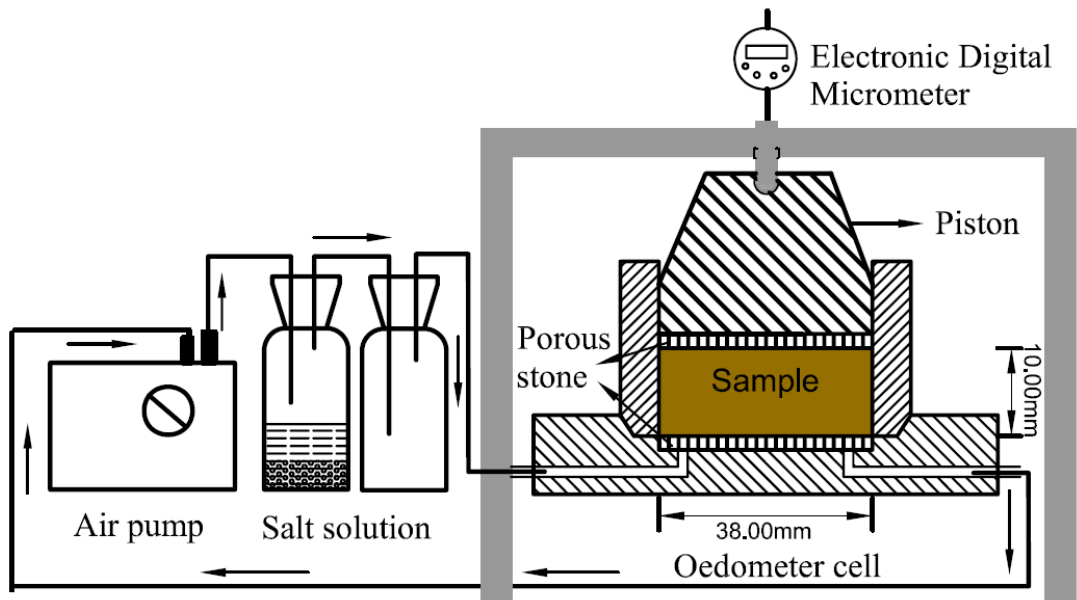 Electronic Digital
Micrometer
Piston
Porous
stone
Sample
10.00mm
Air pump
Salt solution
38.00mm
Oedometer cell